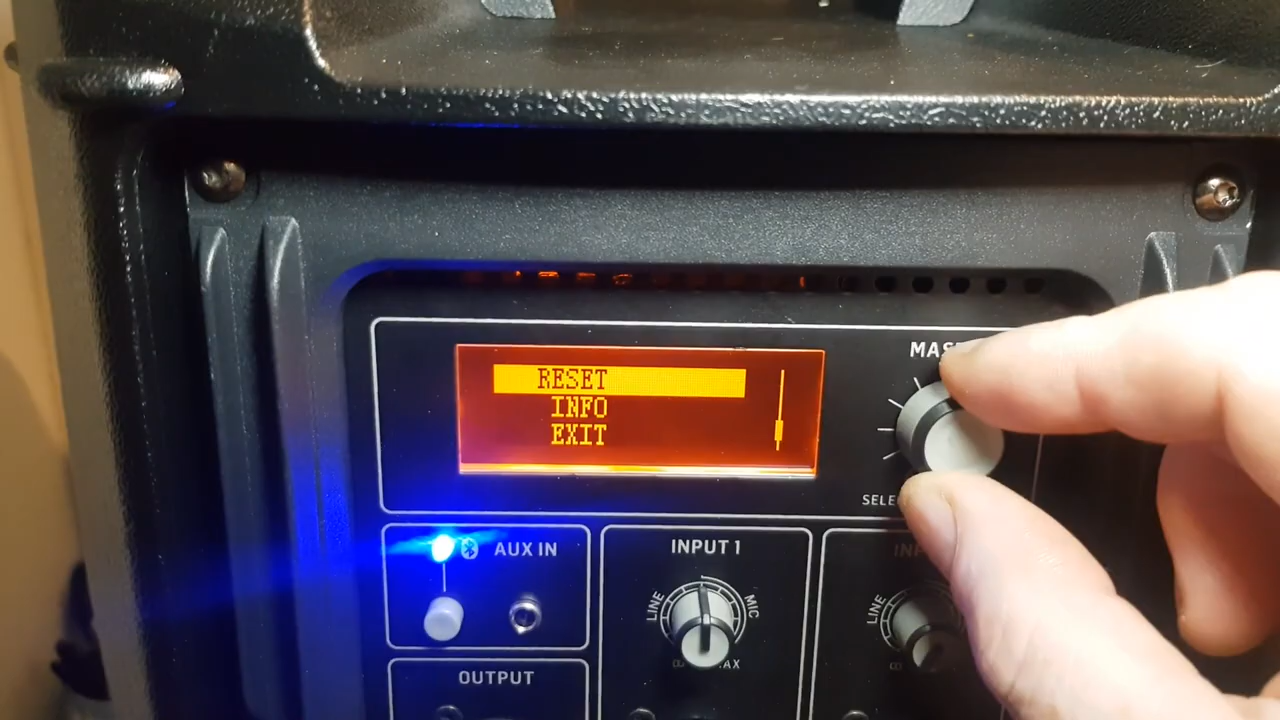 RESET
INFO
EXIT
AUX IN
INPUT 1
LINE
MIC
LINE
OUTPUT